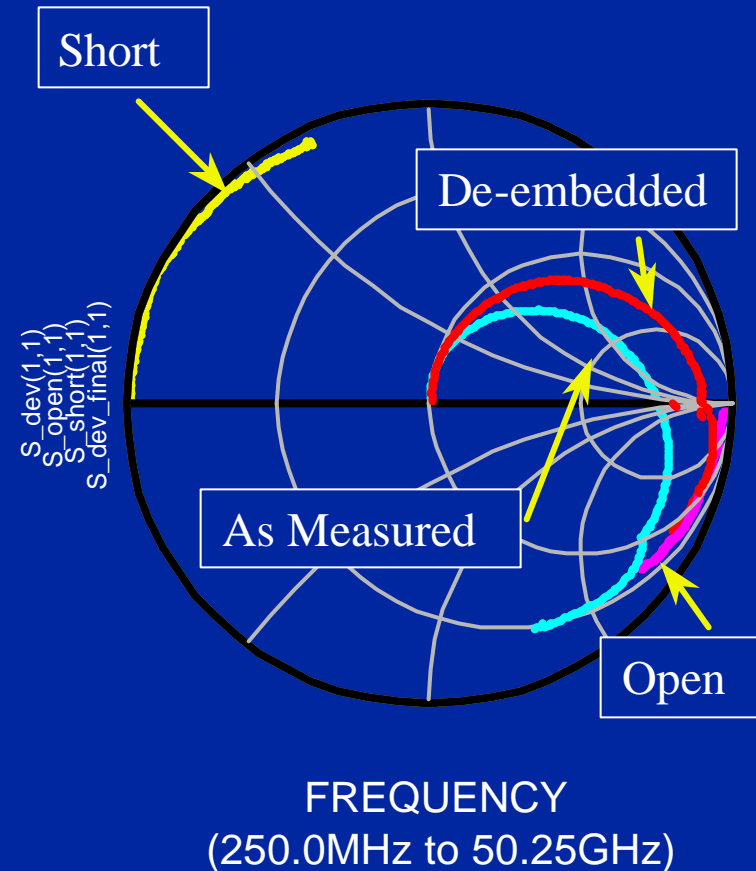 Short
De-embedded
S_dev(1,1)
S_open(1,1)
S_short(1,1)
S_dev_final(1,1)
As Measured
Open
FREQUENCY
(250.0MHz to 50.25GHz)